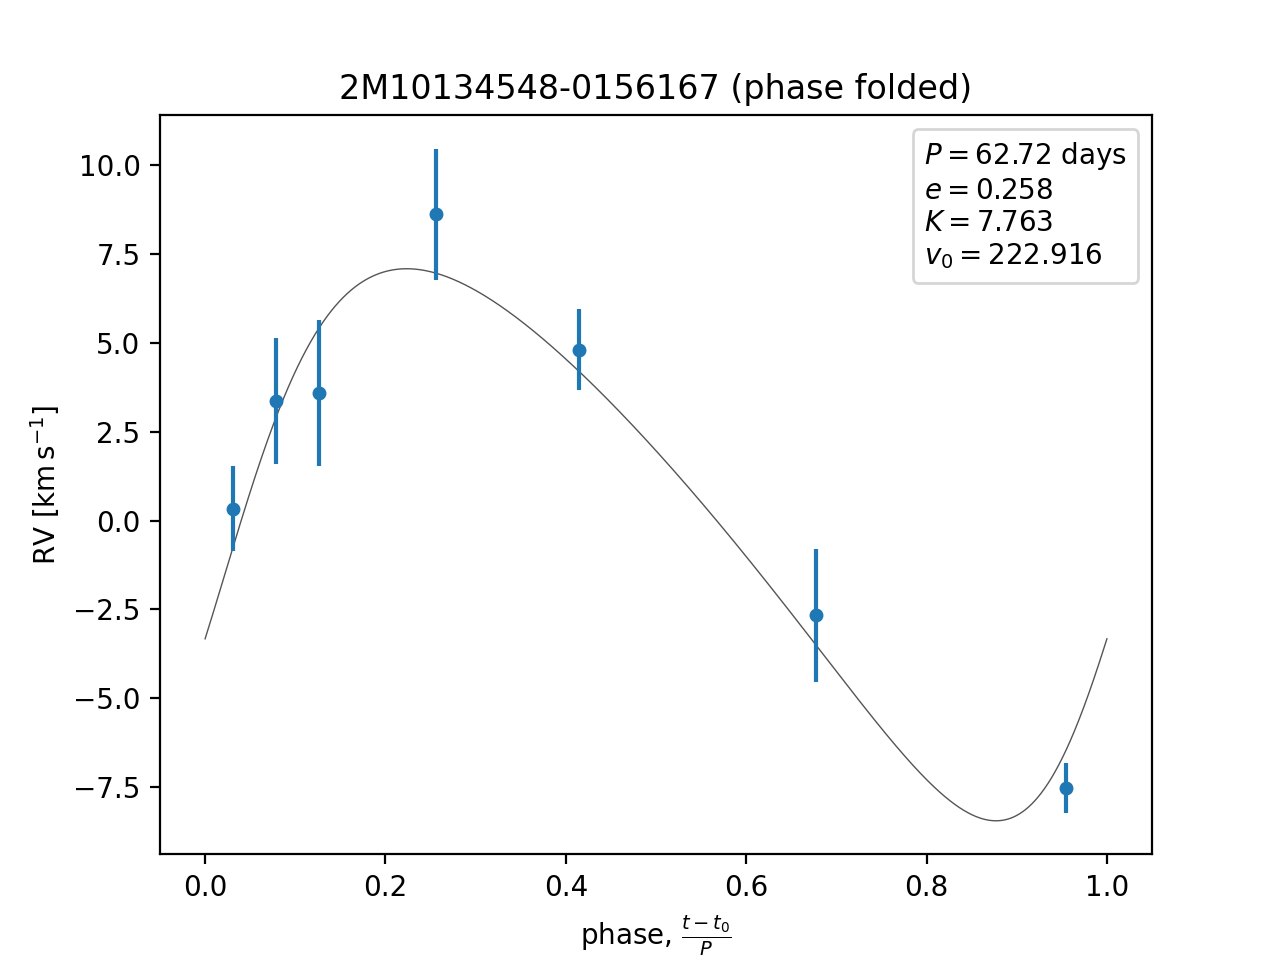 2M10134548-0156167 (phase folded)
P = 62.72 days
e = 0.258
K = 7.763
v₀ = 222.916
RV [km s⁻¹]
10.0
7.5
5.0
2.5
0.0
−2.5
−5.0
−7.5
0.0 0.2 0.4 0.6 0.8 1.0
phase, (t − t₀)/P